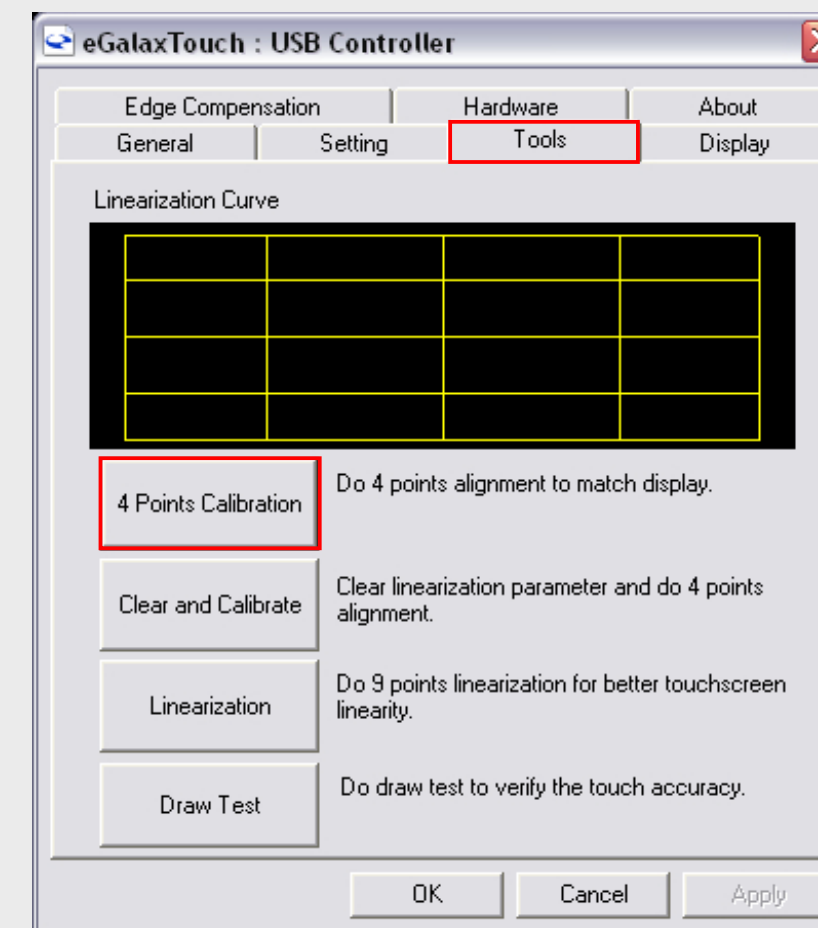 eGalaxTouch : USB Controller
Edge Compensation Hardware About
General Setting Tools Display
Linearization Curve
4 Points Calibration
Do 4 points alignment to match display.
Clear and Calibrate
Clear linearization parameter and do 4 points
alignment.
Linearization
Do 9 points linearization for better touchscreen
linearity.
Draw Test
Do draw test to verify the touch accuracy.
OK Cancel Apply